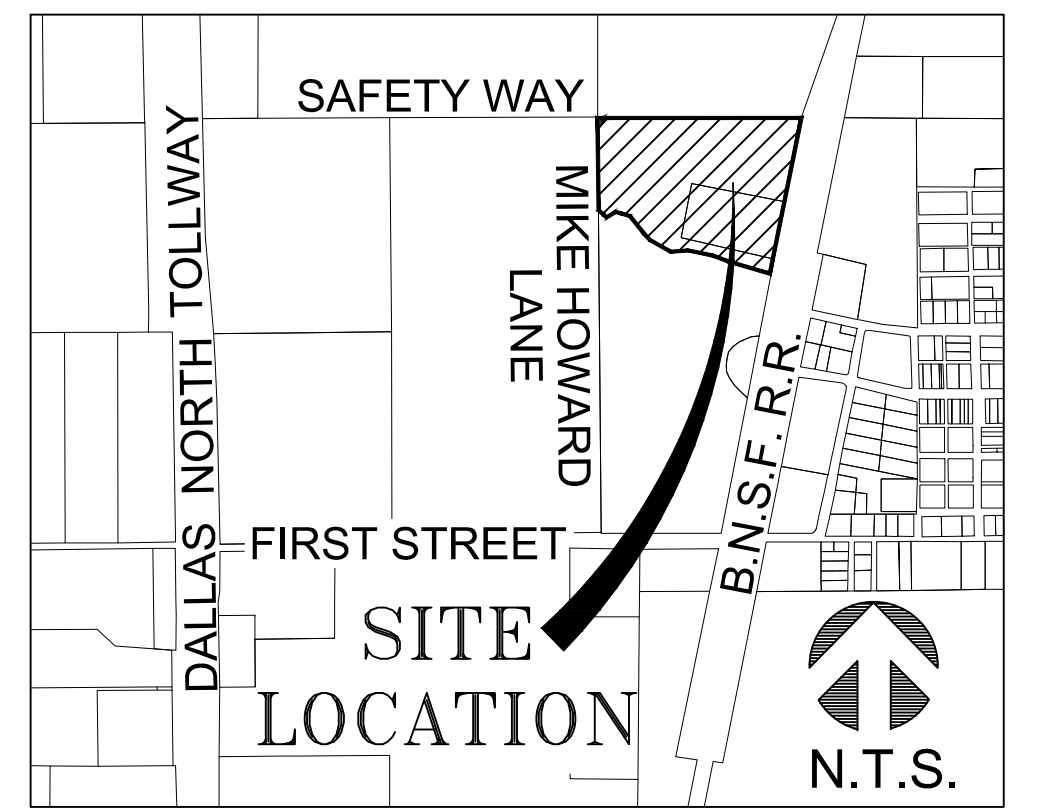 SAFETY WAY
DALLAS NORTH TOLLWAY
MIKE HOWARD
LANE
B.N.S.F. R.R.
FIRST STREET
SITE
LOCATION
N.T.S.